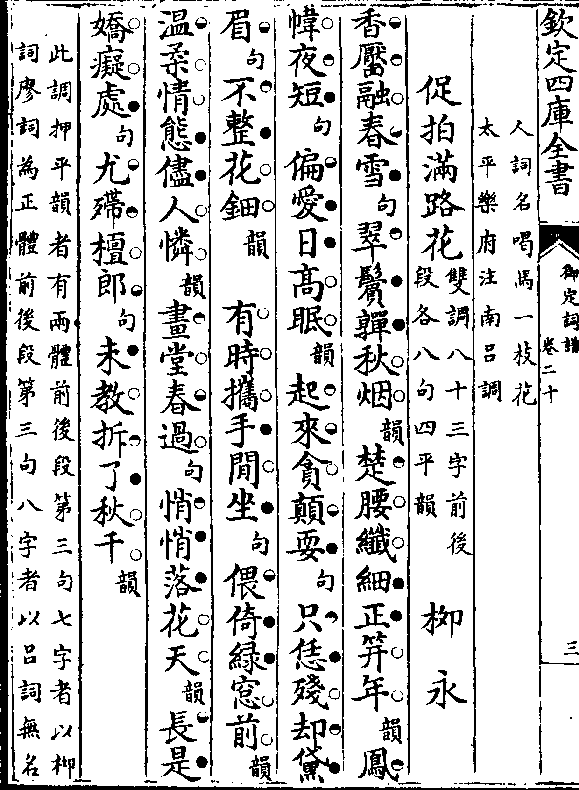 欽定四庫全書
御定詞譜
卷二十
三
人詞名喝馬一枝花
太平樂府注南呂調
促拍滿路花 雙調八十三字前後
段各八句四平韻 柳永
香靨融春雪句翠鬢嚲秋烟韻楚腰纖細正笄年韻鳳
幃夜短句偏愛日高眠韻起來貪顛耍句只恁殘却黛
眉句不整花鈿韻 有時攜手閒坐句偎倚緑窓前韻
温柔情態儘人憐韻畫堂春過句悄悄落花天韻長是
嬌癡處句尤殢檀郎句未教拆了秋千韻
此調押平韻者有兩體前後段第三句七字者以柳
詞廖詞為正體前後段第三句八字者以呂詞無名